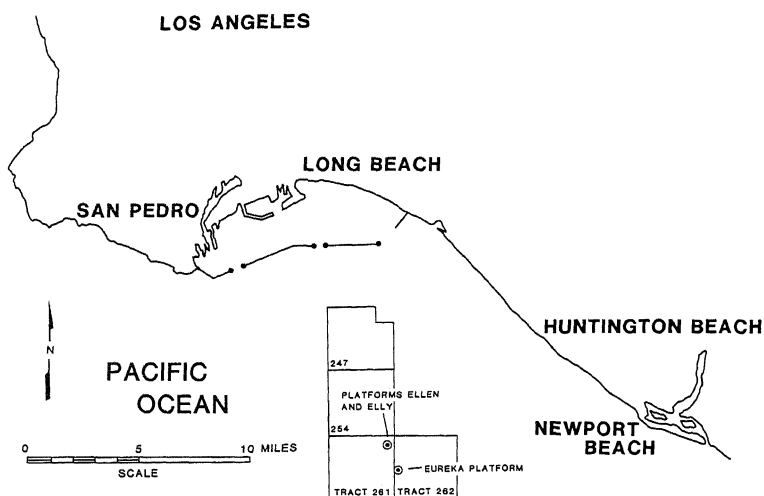 LOS ANGELES
LONG BEACH
SAN PEDRO
HUNTINGTON BEACH
N
247
PACIFIC
OCEAN
PLATFORMS ELLEN
AND ELLY
254
NEWPORT
BEACH
0 5 10 MILES
SCALE
EUREKA PLATFORM
TRACT 261 TRACT 262